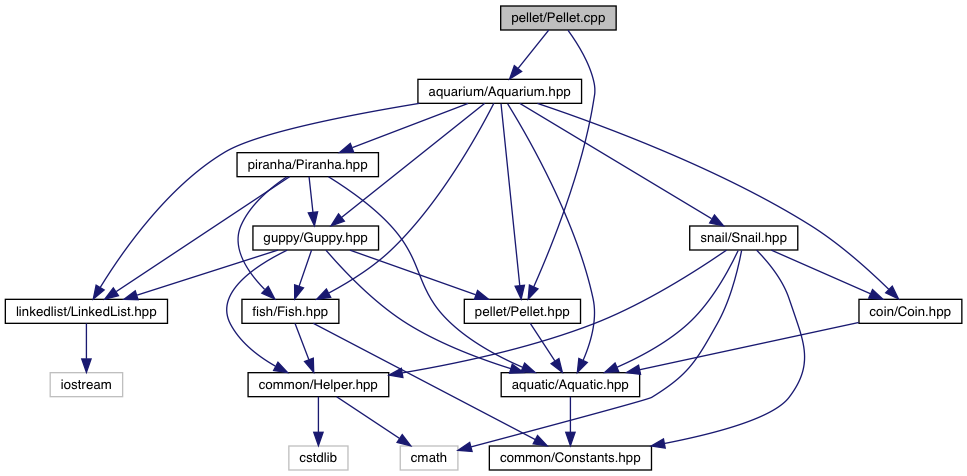 pellet/Pellet.cpp
aquarium/Aquarium.hpp
piranha/Piranha.hpp
guppy/Guppy.hpp
snail/Snail.hpp
linkedlist/LinkedList.hpp
fish/Fish.hpp
pellet/Pellet.hpp
coin/Coin.hpp
iostream
common/Helper.hpp
aquatic/Aquatic.hpp
cstdlib
cmath
common/Constants.hpp